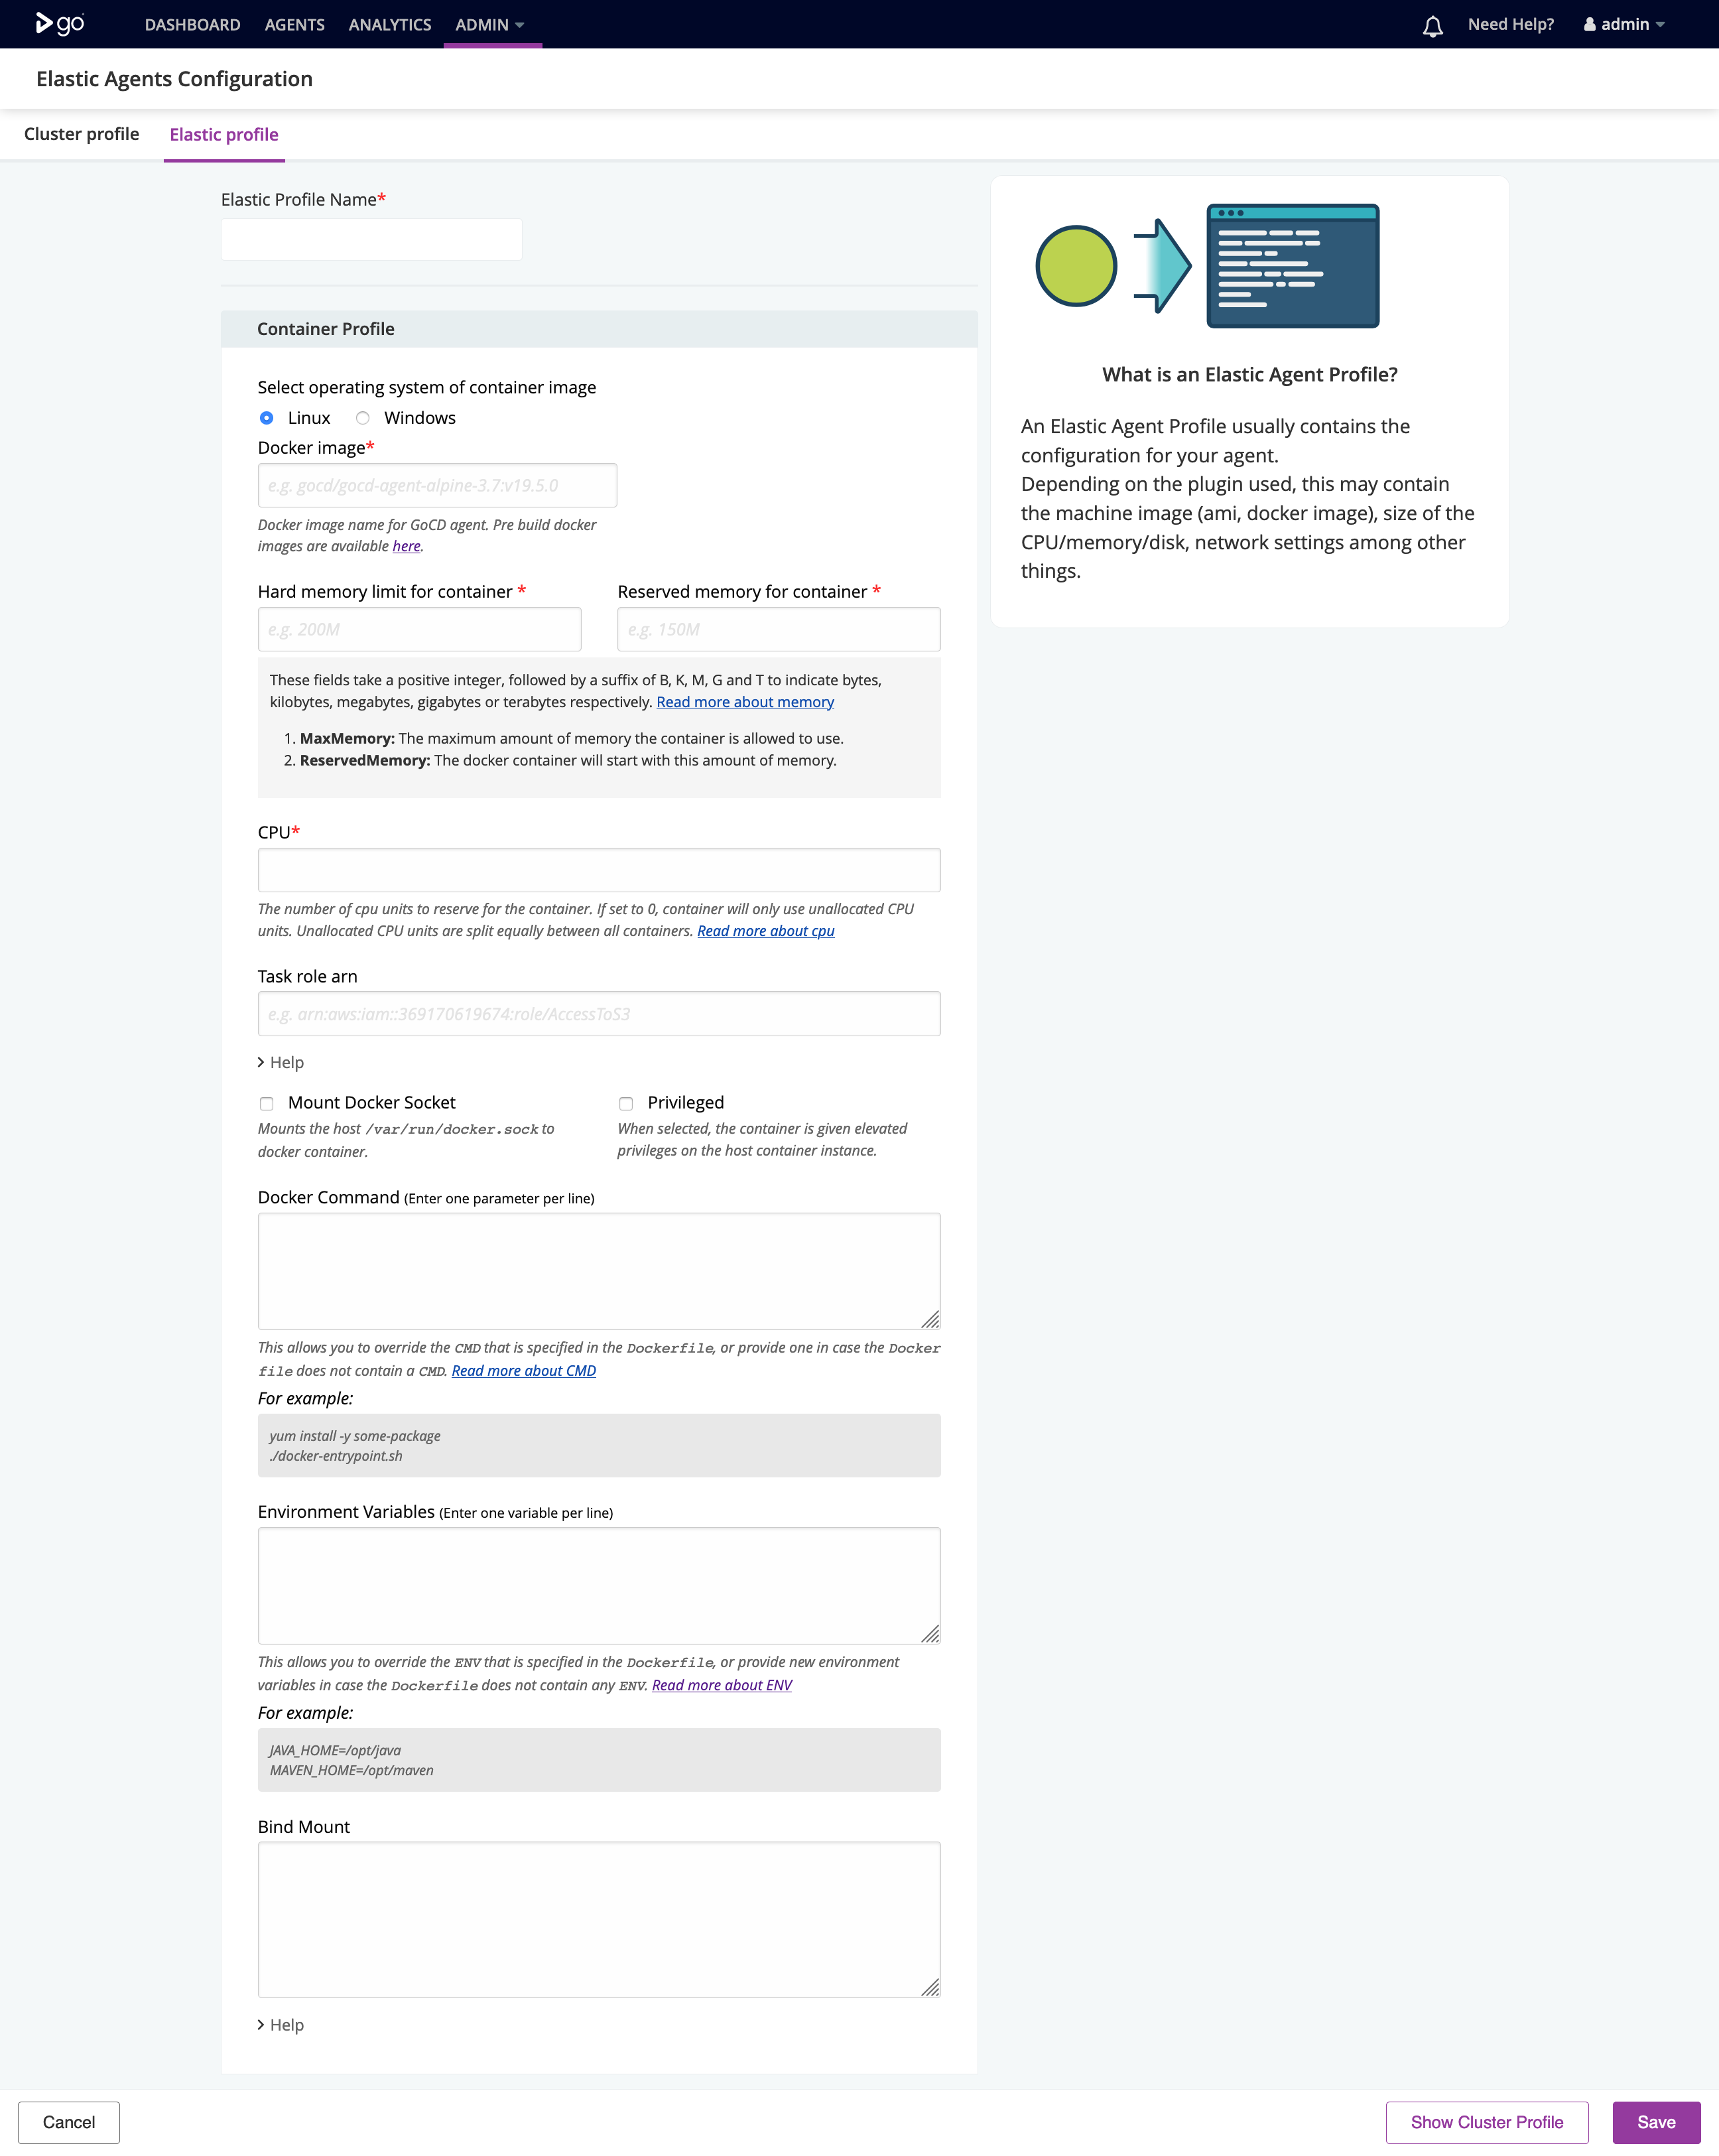 go DASHBOARD AGENTS ANALYTICS ADMIN Need Help? admin
Elastic Agents Configuration
Cluster profile Elastic profile
Elastic Profile Name*
Container Profile
Select operating system of container image
Linux Windows
Docker image*
e.g. gocd/gocd-agent-alpine-3.7:v19.5.0
Docker image name for GoCD agent. Pre build docker
images are available here.
Hard memory limit for container * Reserved memory for container *
e.g. 200M e.g. 150M
These fields take a positive integer, followed by a suffix of B, K, M, G and T to indicate bytes,
kilobytes, megabytes, gigabytes or terabytes respectively. Read more about memory
1. MaxMemory: The maximum amount of memory the container is allowed to use.
2. ReservedMemory: The docker container will start with this amount of memory.
CPU*
The number of cpu units to reserve for the container. If set to 0, container will only use unallocated CPU
units. Unallocated CPU units are split equally between all containers. Read more about cpu
Task role arn
e.g. arn:aws:iam::369170619674:role/AccessToS3
Help
Mount Docker Socket
Mounts the host /var/run/docker.sock to
docker container.
Privileged
When selected, the container is given elevated
privileges on the host container instance.
Docker Command (Enter one parameter per line)
This allows you to override the CMD that is specified in the Dockerfile, or provide one in case the Docker
file does not contain a CMD. Read more about CMD
For example:
yum install -y some-package
./docker-entrypoint.sh
Environment Variables (Enter one variable per line)
This allows you to override the ENV that is specified in the Dockerfile, or provide new environment
variables in case the Dockerfile does not contain any ENV. Read more about ENV
For example:
JAVA_HOME=/opt/java
MAVEN_HOME=/opt/maven
Bind Mount
Help
What is an Elastic Agent Profile?
An Elastic Agent Profile usually contains the
configuration for your agent.
Depending on the plugin used, this may contain
the machine image (ami, docker image), size of the
CPU/memory/disk, network settings among other
things.
Cancel Show Cluster Profile Save